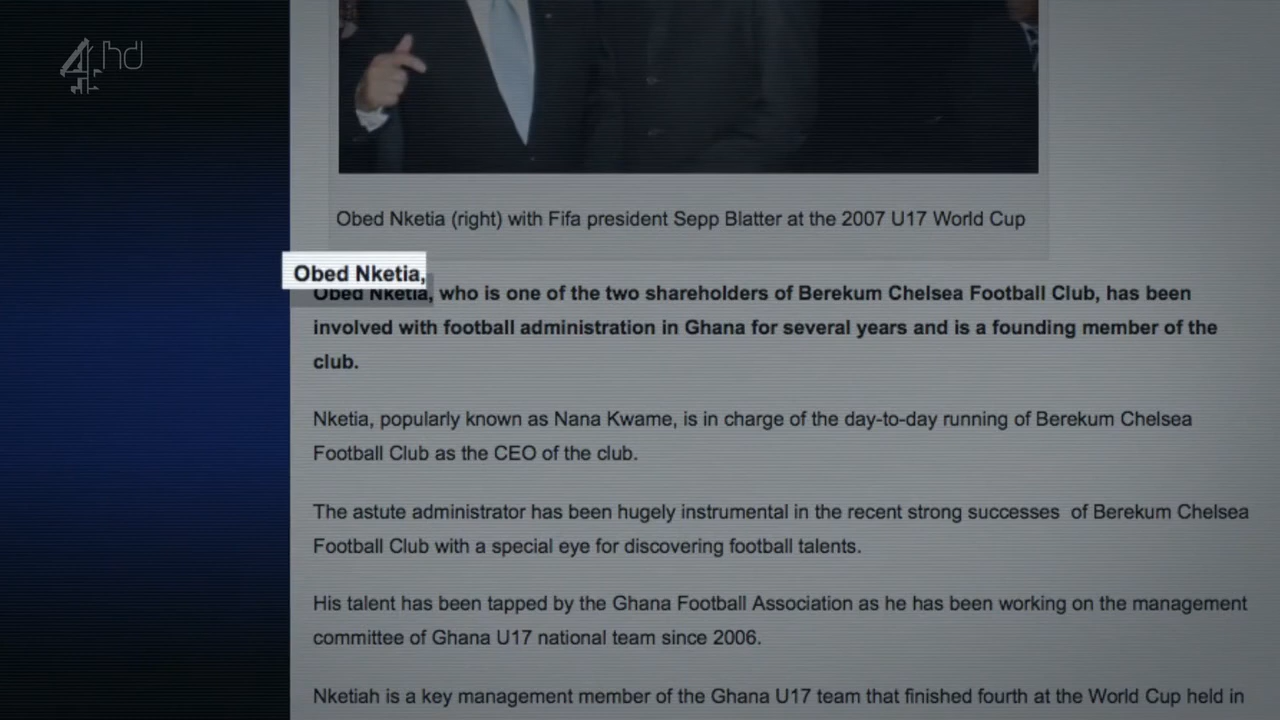 4hd
Obed Nketia (right) with Fifa president Sepp Blatter at the 2007 U17 World Cup
Obed Nketia,
Obed Nketia, who is one of the two shareholders of Berekum Chelsea Football Club, has been
involved with football administration in Ghana for several years and is a founding member of the
club.
Nketia, popularly known as Nana Kwame, is in charge of the day-to-day running of Berekum Chelsea
Football Club as the CEO of the club.
The astute administrator has been hugely instrumental in the recent strong successes of Berekum Chelsea
Football Club with a special eye for discovering football talents.
His talent has been tapped by the Ghana Football Association as he has been working on the management
committee of Ghana U17 national team since 2006.
Nketiah is a key management member of the Ghana U17 team that finished fourth at the World Cup held in